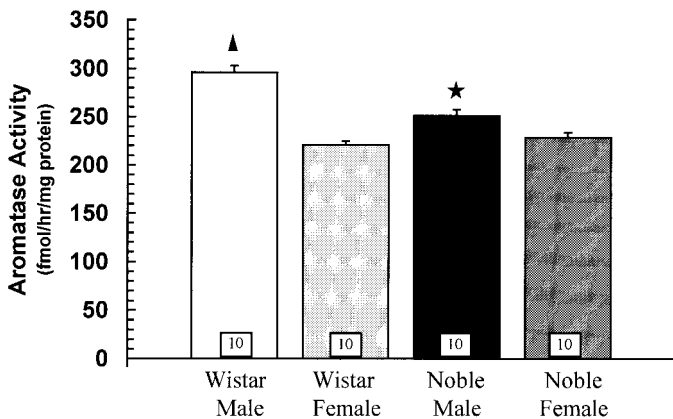 350
300
250
200
150
100
50
0
Aromatase Activity
(fmol/hr/mg protein)
10
10
10
10
Wistar
Male
Wistar
Female
Noble
Male
Noble
Female